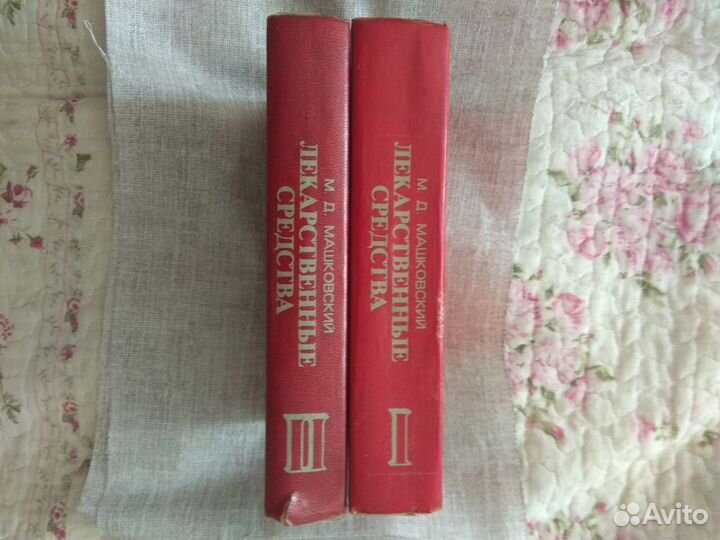 М. Д. МАШКОВСКИЙ
ЛЕКАРСТВЕННЫЕ
СРЕДСТВА
II
М. Д. МАШКОВСКИЙ
ЛЕКАРСТВЕННЫЕ
СРЕДСТВА
I
Avito